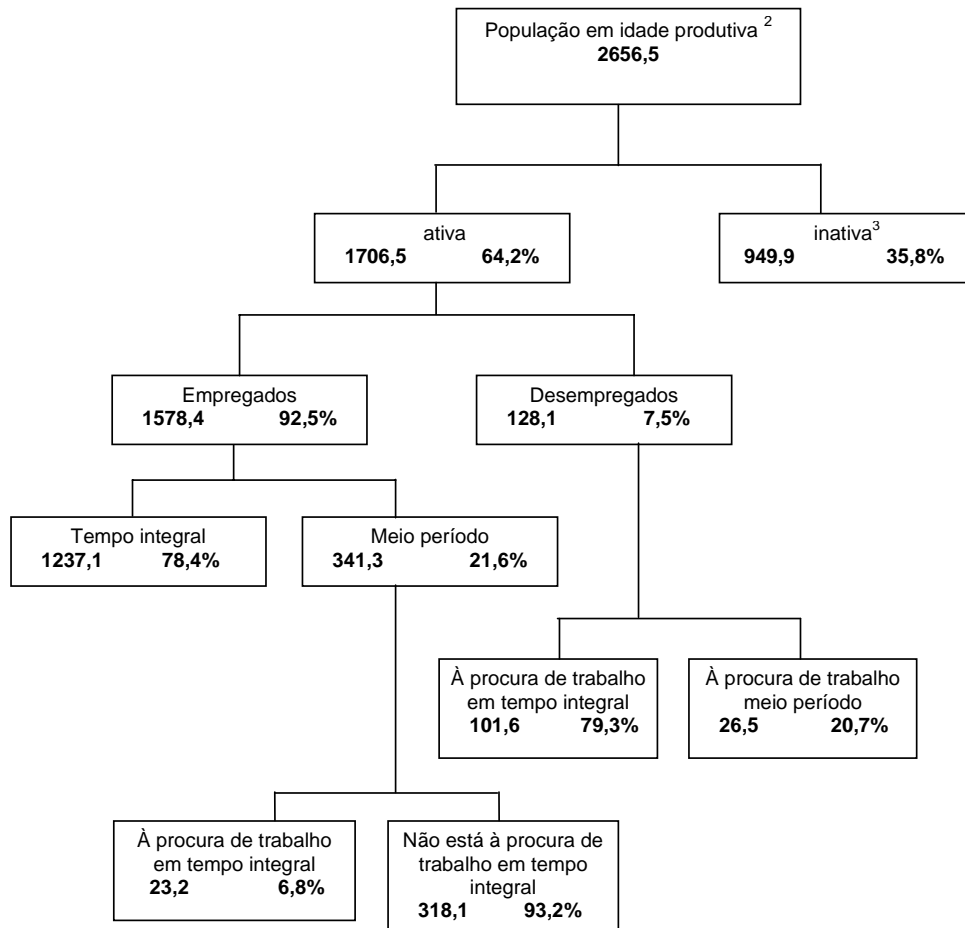 População em idade produtiva ²
2656,5
ativa
1706,5 64,2%
inativa³
949,9 35,8%
Empregados
1578,4 92,5%
Desempregados
128,1 7,5%
Tempo integral
1237,1 78,4%
Meio período
341,3 21,6%
À procura de trabalho
em tempo integral
101,6 79,3%
À procura de trabalho
meio período
26,5 20,7%
À procura de trabalho
em tempo integral
23,2 6,8%
Não está à procura de
trabalho em tempo
integral
318,1 93,2%